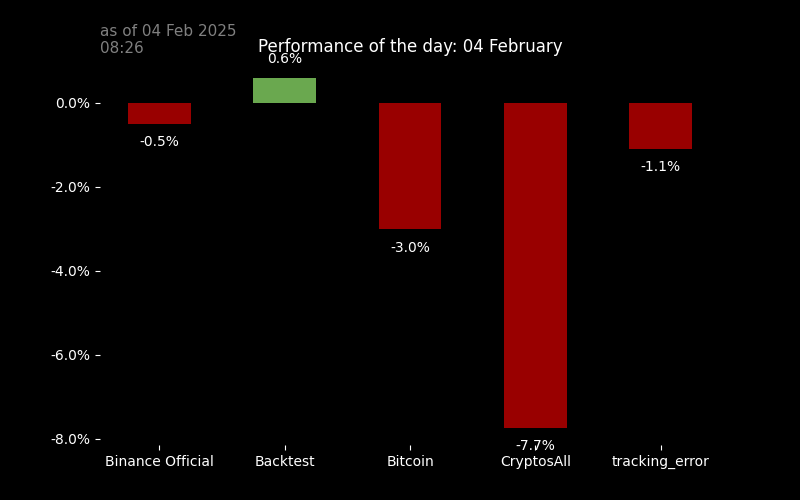 as of 04 Feb 2025
08:26
Performance of the day: 04 February
0.6%
0.0%
-0.5%
-1.1%
-2.0%
-3.0%
-4.0%
-6.0%
-7.7%
-8.0%
Binance Official
Backtest
Bitcoin
CryptosAll
tracking_error